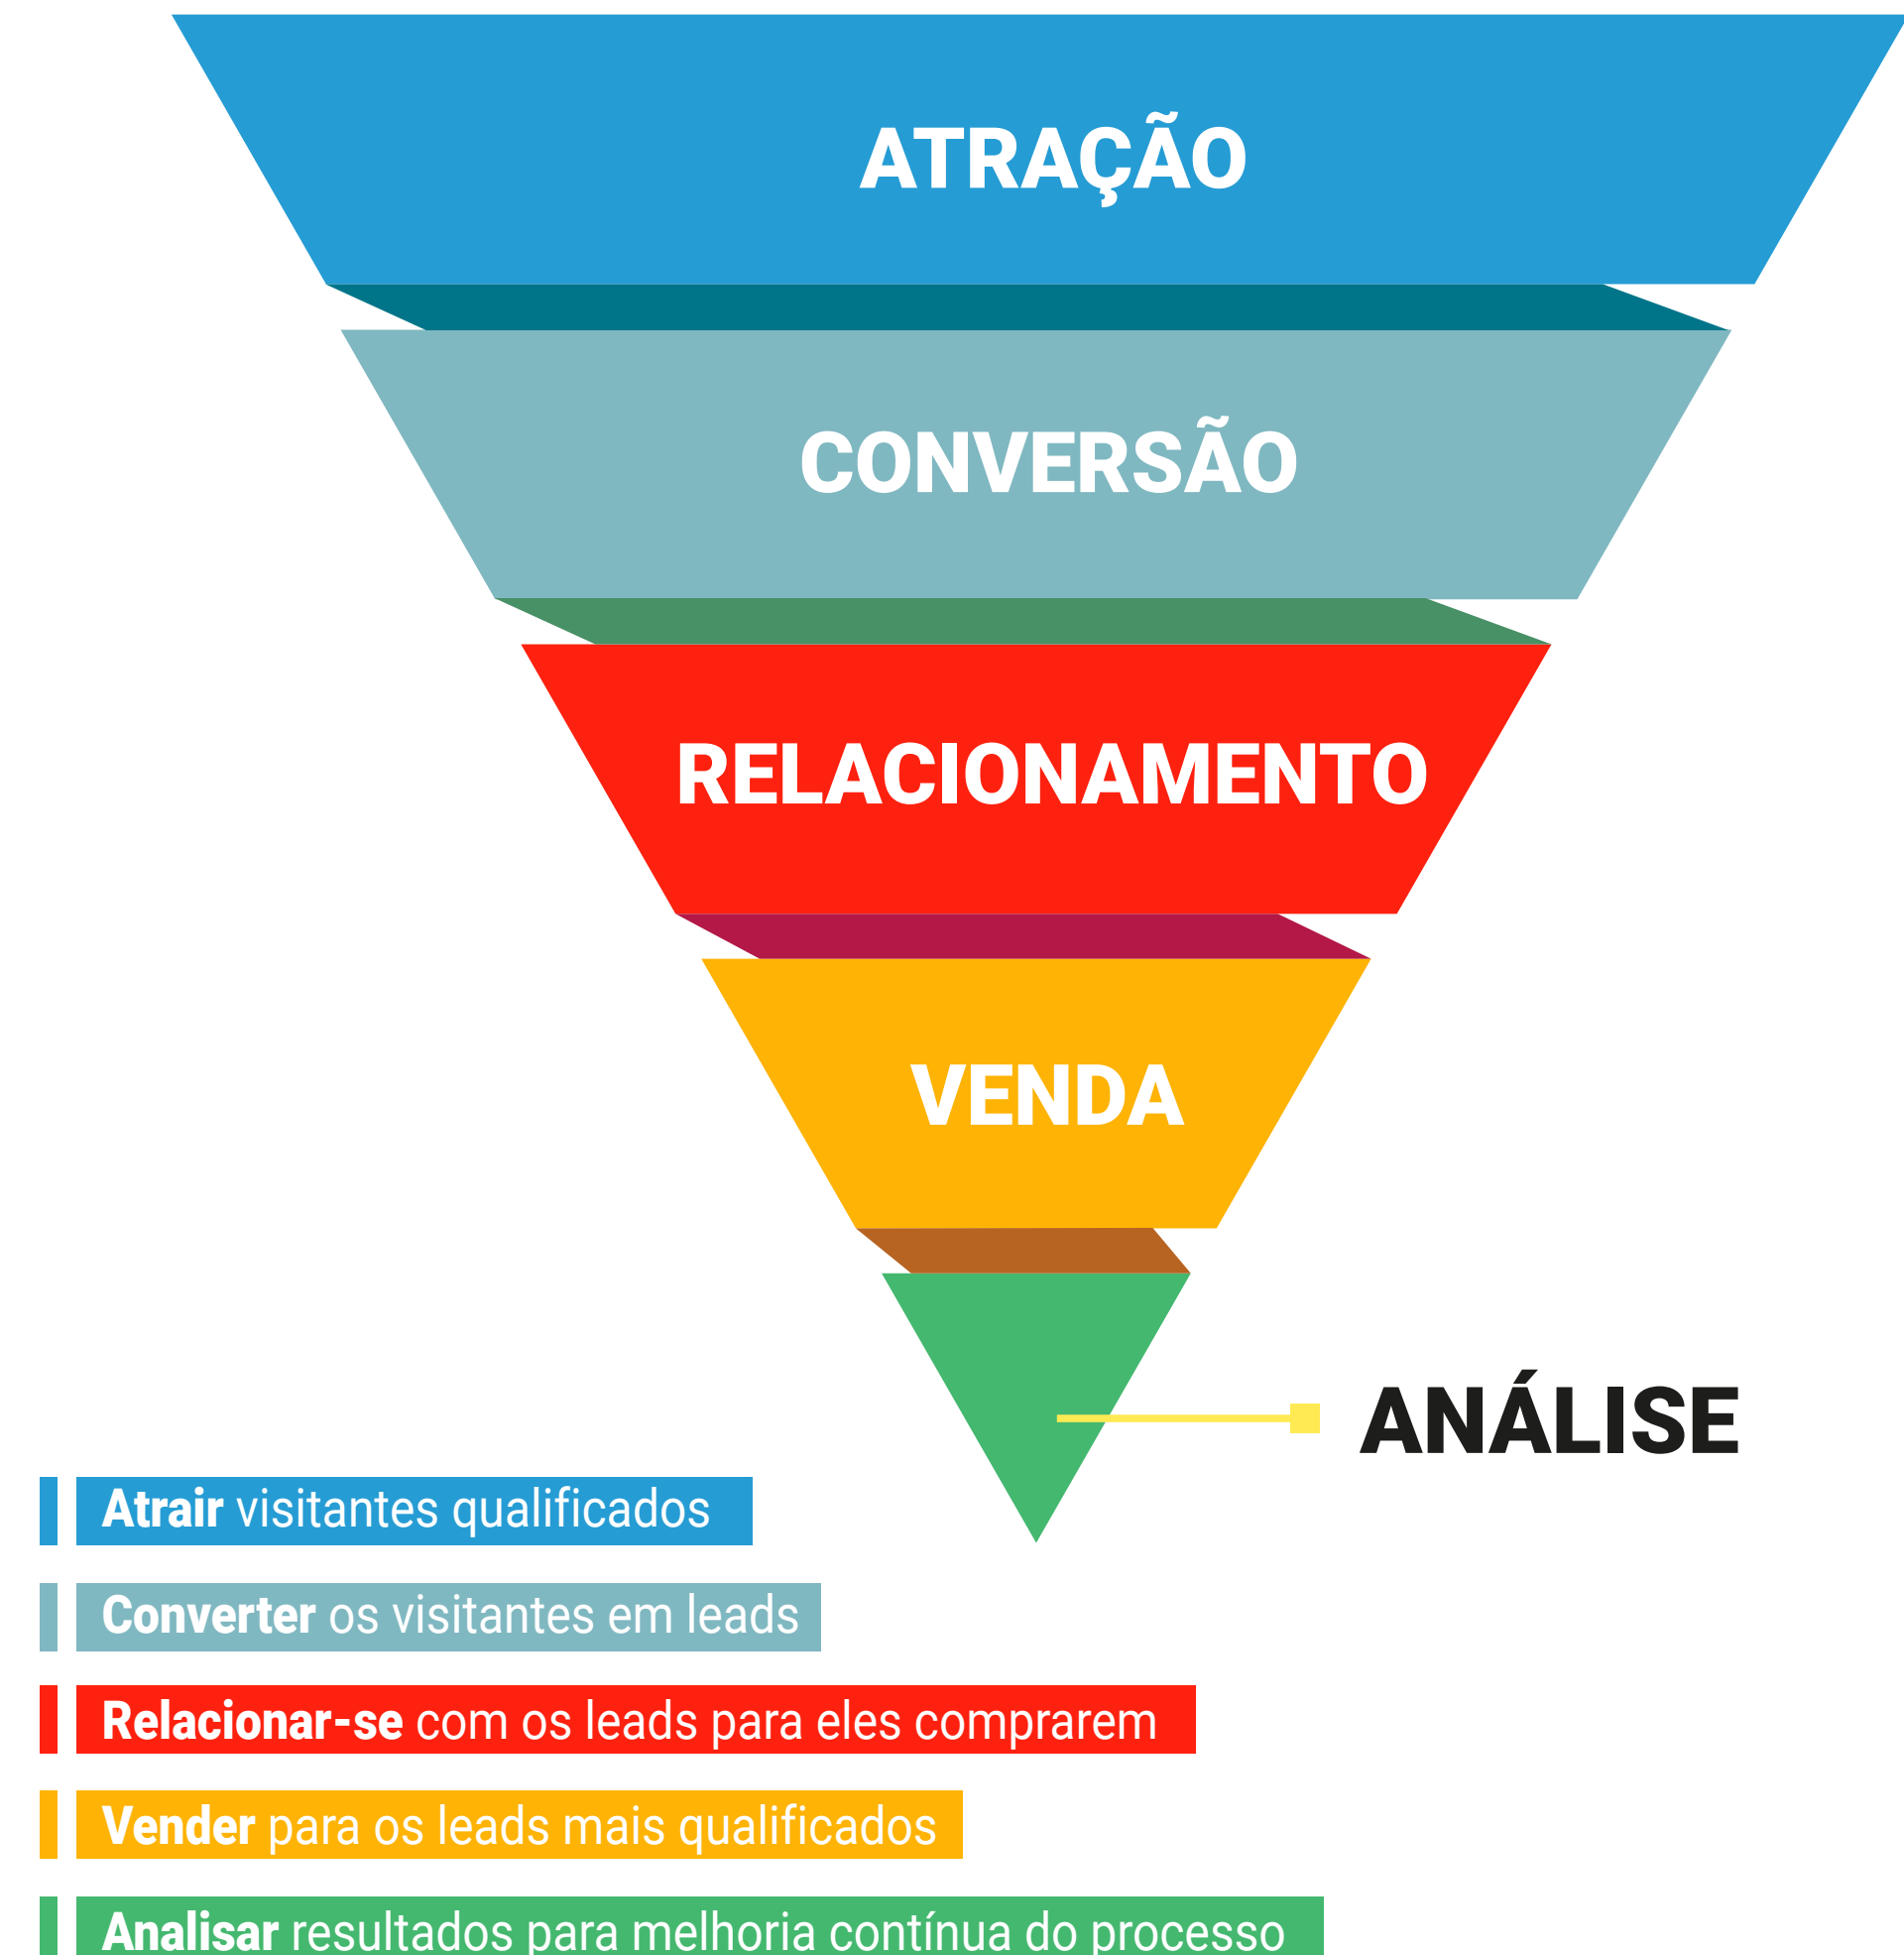 ATRAÇÃO
CONVERSÃO
RELACIONAMENTO
VENDA
ANÁLISE
Atrair visitantes qualificados
Converter os visitantes em leads
Relacionar-se com os leads para eles comprarem
Vender para os leads mais qualificados
Analisar resultados para melhoria contínua do processo